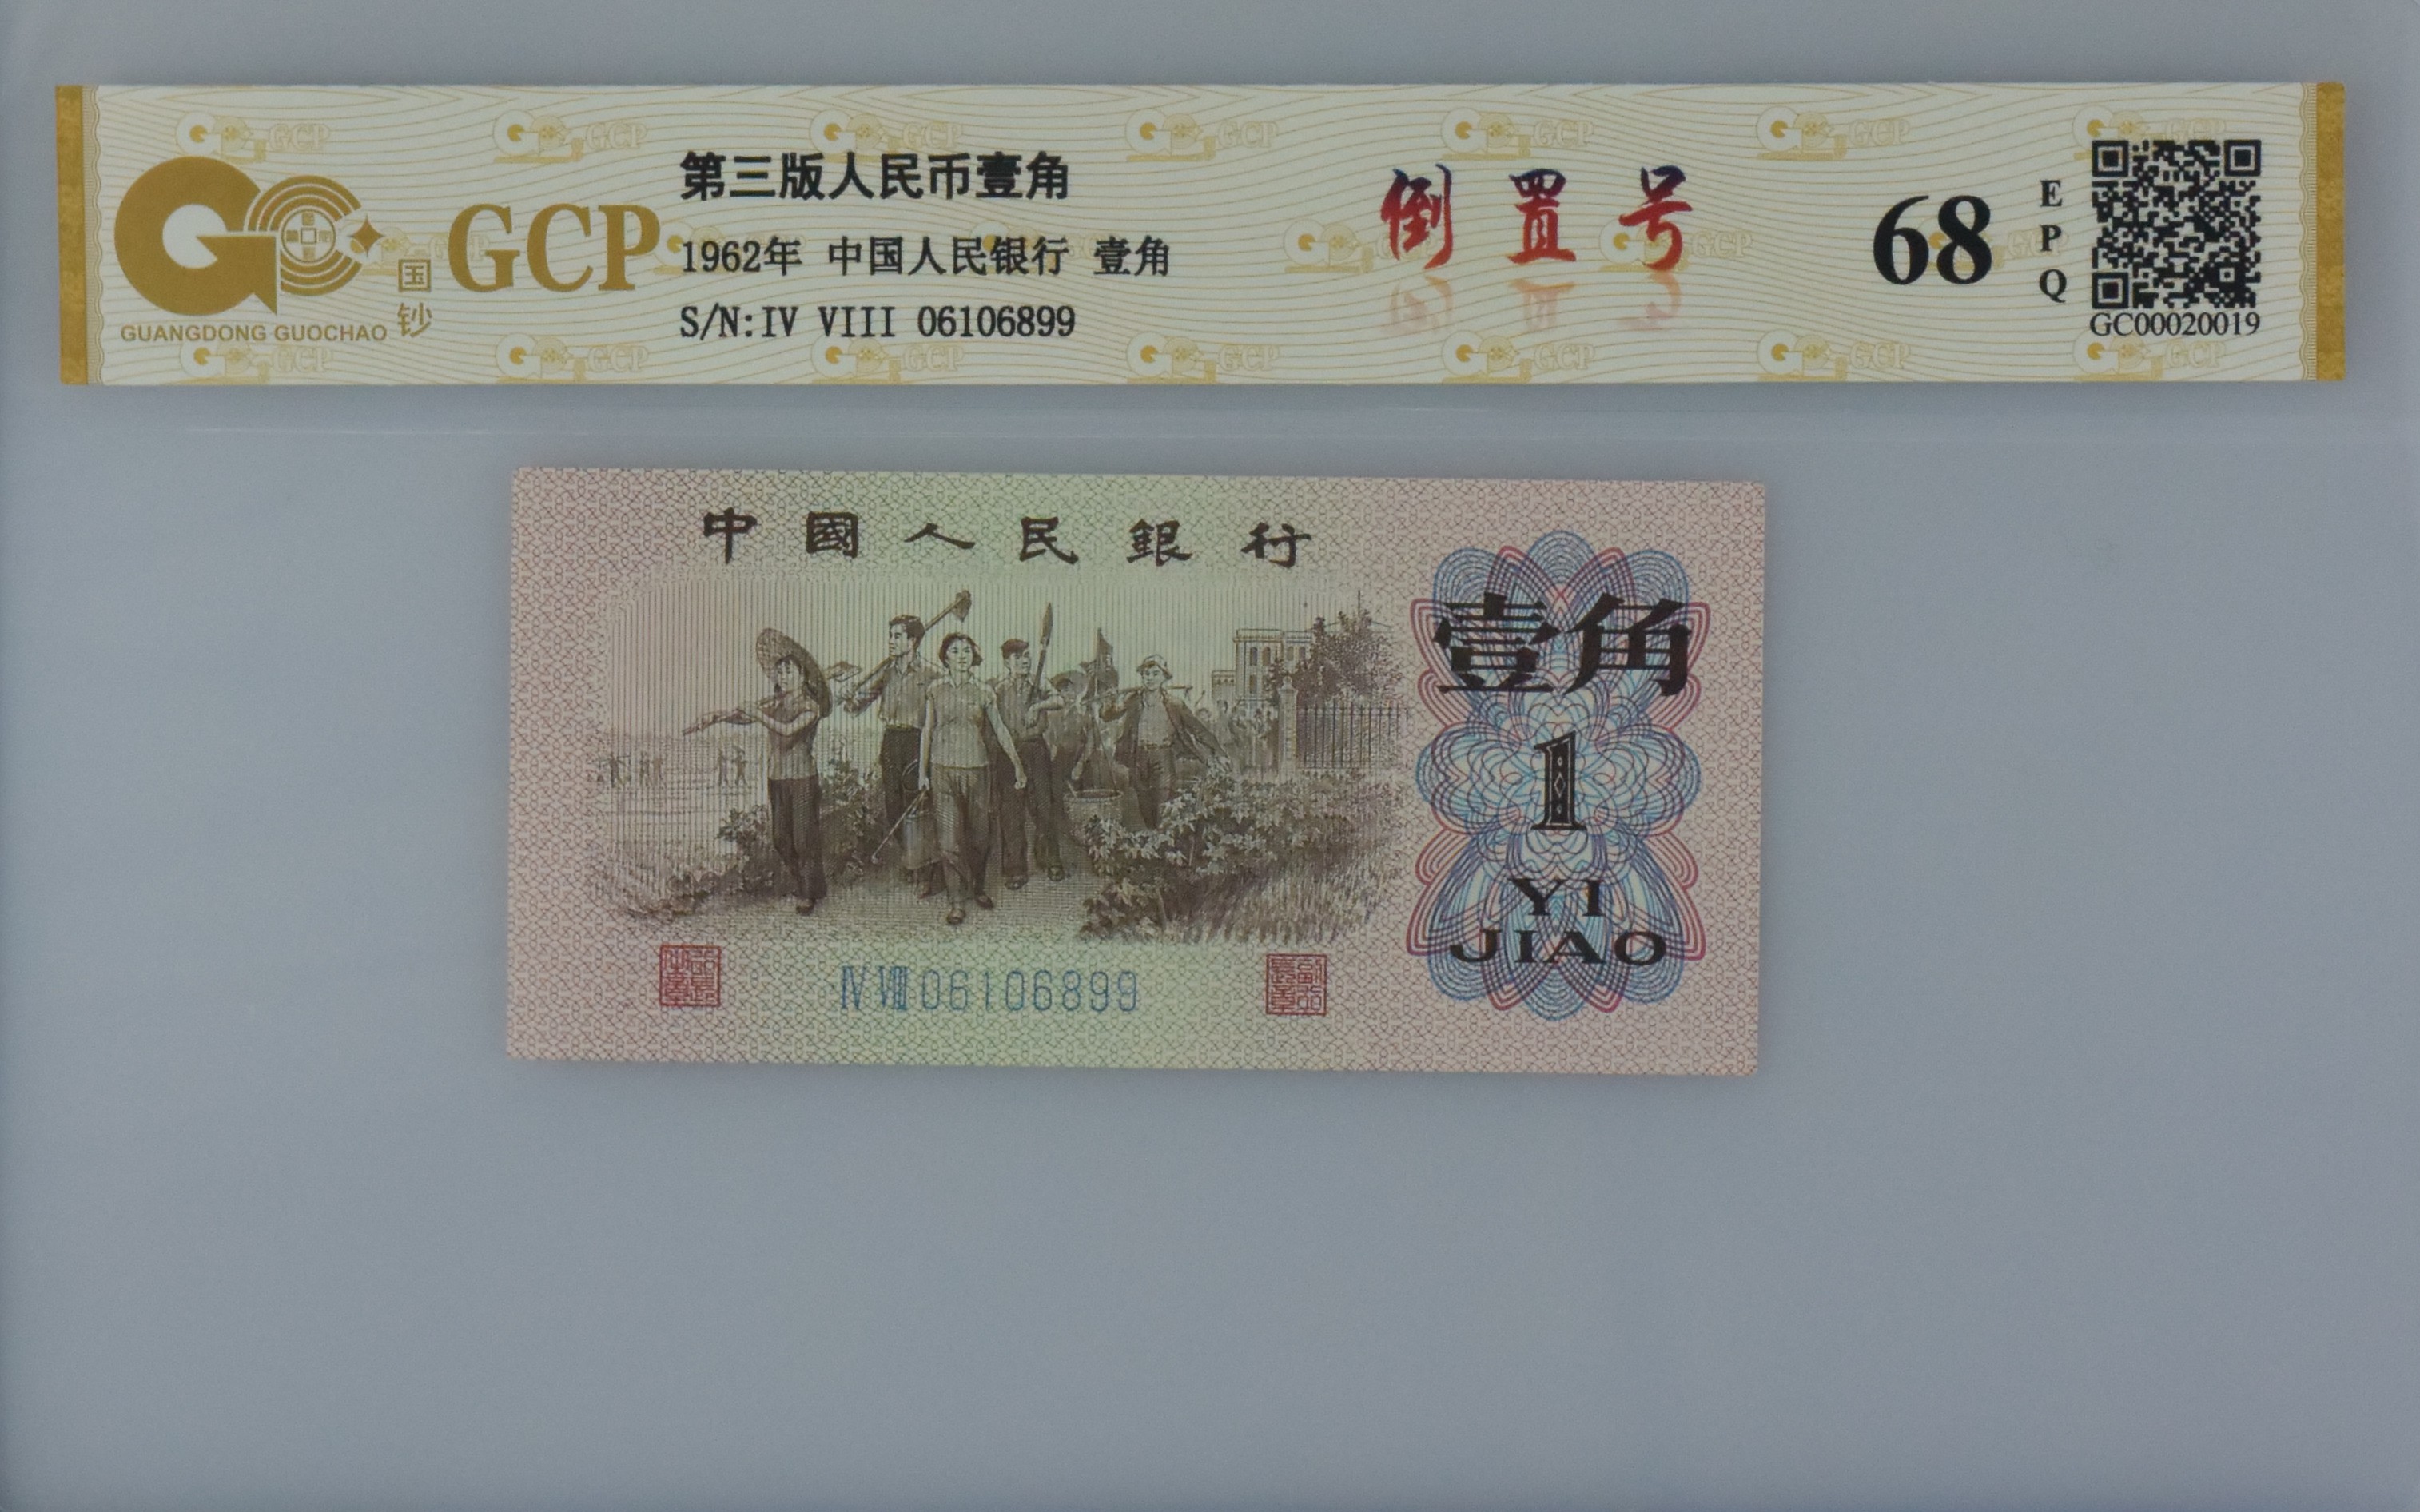 第三版人民币壹角
1962年 中国人民银行 壹角
S/N:IV VIII 06106899
GCP
国钞
GUANGDONG GUOCHAO
倒置号
68
EPQ
GC00020019
中國人民銀行
壹角
1
YI
JIAO
IV VIII 06106899